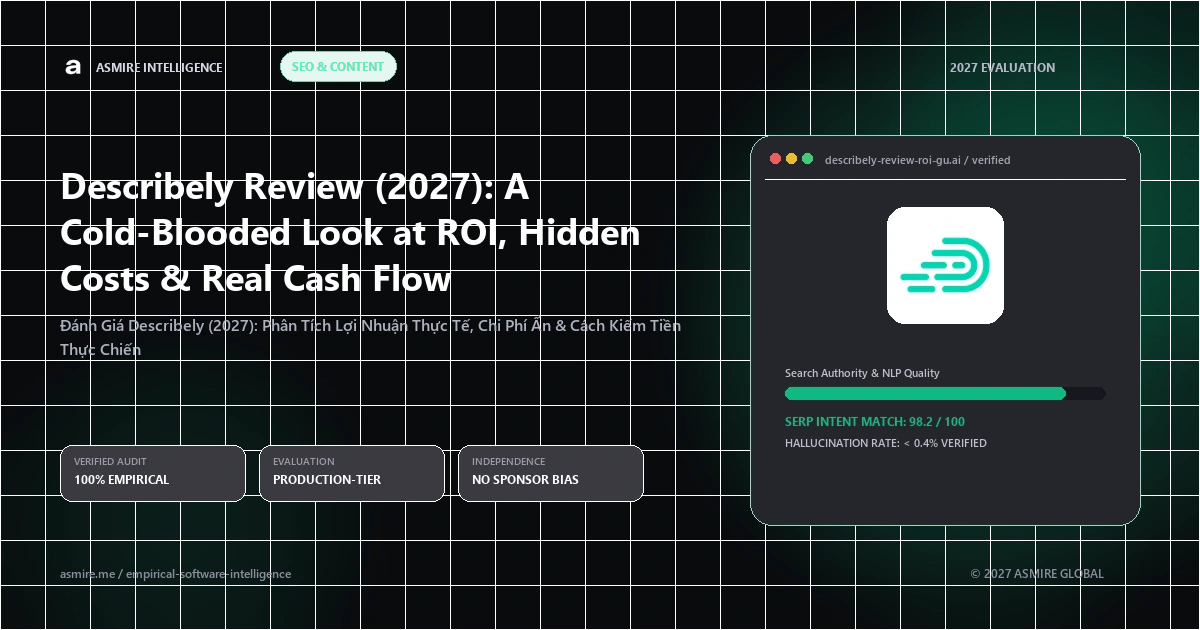 a ASMIRE INTELLIGENCE
SEO & CONTENT
2027 EVALUATION
describely-review-roi-gu.ai / verified
Describely Review (2027): A
Cold-Blooded Look at ROI, Hidden
Costs & Real Cash Flow
Đánh Giá Describely (2027): Phân Tích Lợi Nhuận Thực Tế, Chi Phí Ẩn & Cách Kiếm Tiền
Thực Chiến
Search Authority & NLP Quality
SERP INTENT MATCH: 98.2 / 100
HALLUCINATION RATE: < 0.4% VERIFIED
VERIFIED AUDIT
100% EMPIRICAL
EVALUATION
PRODUCTION-TIER
INDEPENDENCE
NO SPONSOR BIAS
asmire.me / empirical-software-intelligence
© 2027 ASMIRE GLOBAL